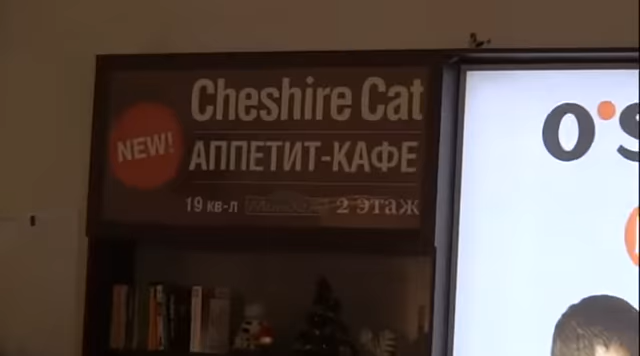 Cheshire Cat
NEW!
АППЕТИТ-КАФЕ
19 кв-л 2 этаж
O'S